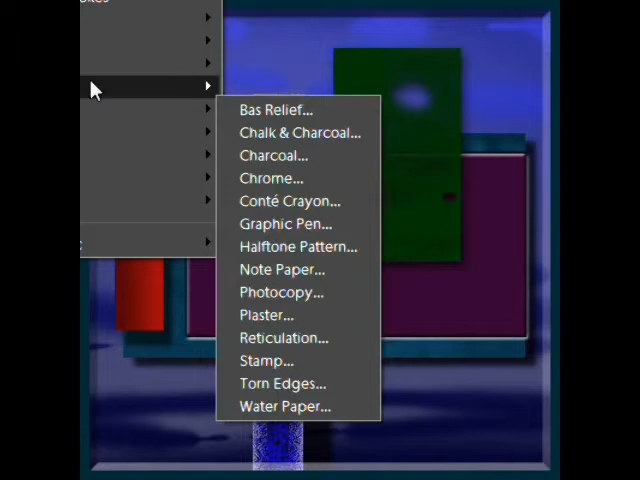 Bas Relief...
Chalk & Charcoal...
Charcoal...
Chrome...
Conté Crayon...
Graphic Pen...
Halftone Pattern...
Note Paper...
Photocopy...
Plaster...
Reticulation...
Stamp...
Torn Edges...
Water Paper...